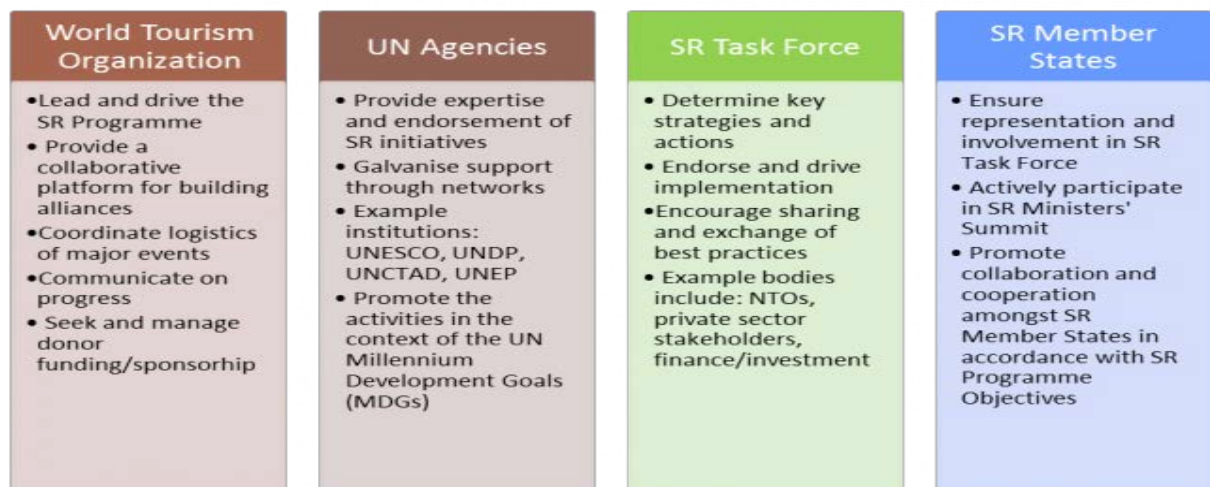 World Tourism
Organization
•Lead and drive the
SR Programme
• Provide a
collaborative
platform for building
alliances
•Coordinate logistics
of major events
•Communicate on
progress
• Seek and manage
donor
funding/sponsorhip
UN Agencies
• Provide expertise
and endorsement of
SR initiatives
• Galvanise support
through networks
• Example
institutions:
UNESCO, UNDP,
UNCTAD, UNEP
• Promote the
activities in the
context of the UN
Millennium
Development Goals
(MDGs)
SR Task Force
• Determine key
strategies and
actions
• Endorse and drive
implementation
•Encourage sharing
and exchange of
best practices
• Example bodies
include: NTOs,
private sector
stakeholders,
finance/investment
SR Member
States
• Ensure
representation and
involvement in SR
Task Force
• Actively participate
in SR Ministers'
Summit
• Promote
collaboration and
cooperation
amongst SR
Member States in
accordance with SR
Programme
Objectives